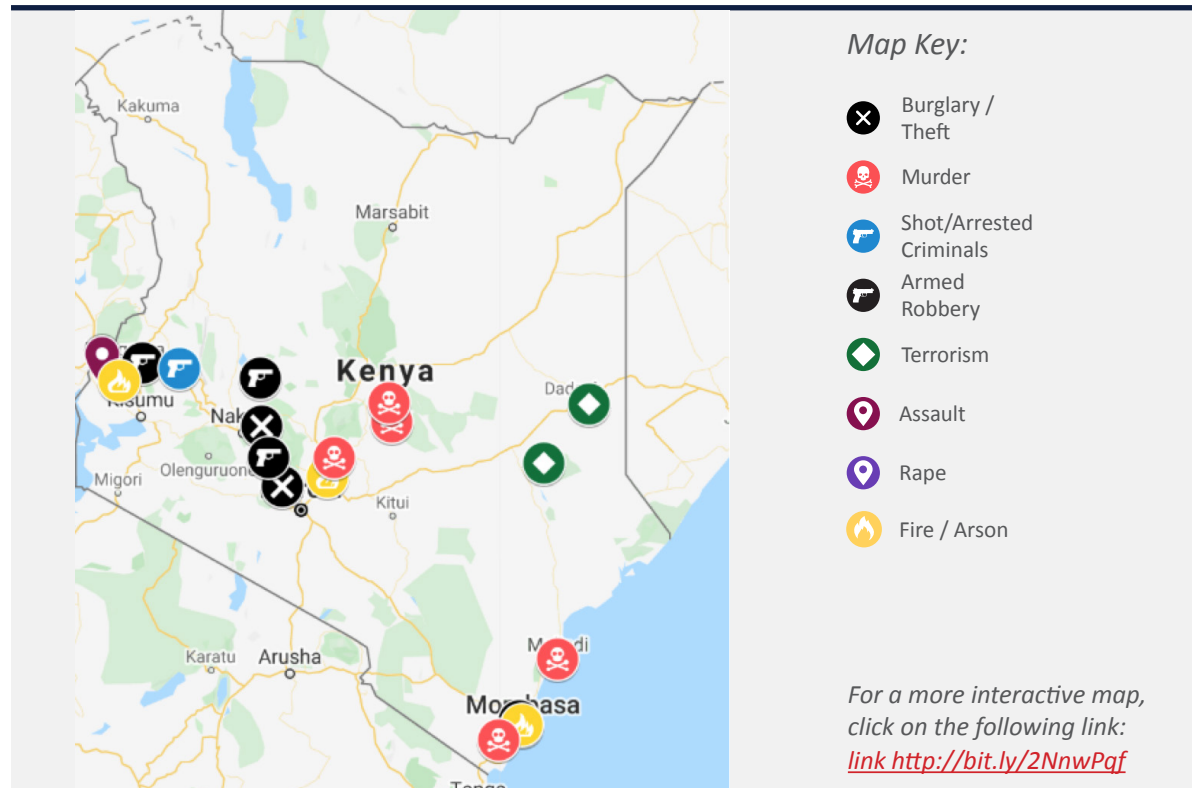 Kakuma
Marsabit
Kenya
Kisumu
Nak
Olenguruone
Migori
Kitui
Karatu
Arusha
Map Key:
Burglary /
Theft
Murder
Shot/Arrested
Criminals
Armed
Robbery
Terrorism
Assault
Rape
Fire / Arson
For a more interactive map,
click on the following link:
link http://bit.ly/2NnwPqf